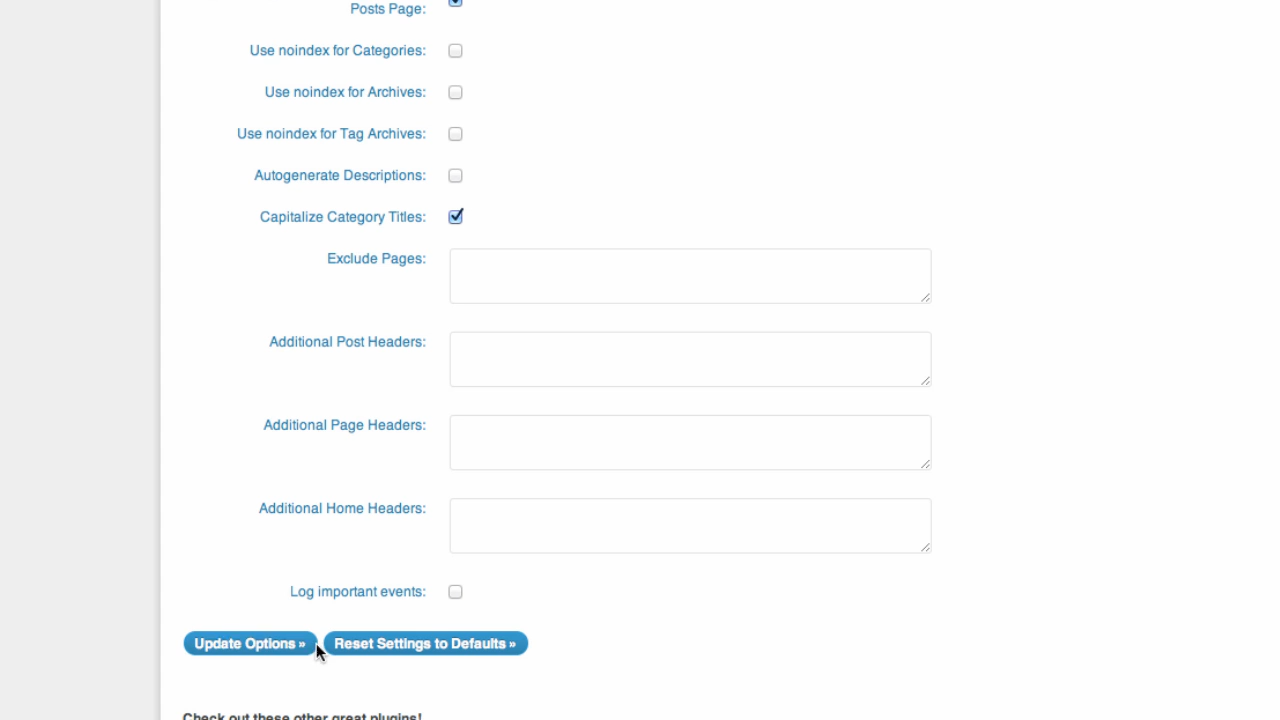 Posts Page:
Use noindex for Categories:
Use noindex for Archives:
Use noindex for Tag Archives:
Autogenerate Descriptions:
Capitalize Category Titles:
Exclude Pages:
Additional Post Headers:
Additional Page Headers:
Additional Home Headers:
Log important events:
Update Options » Reset Settings to Defaults »
Check out these other great plugins!